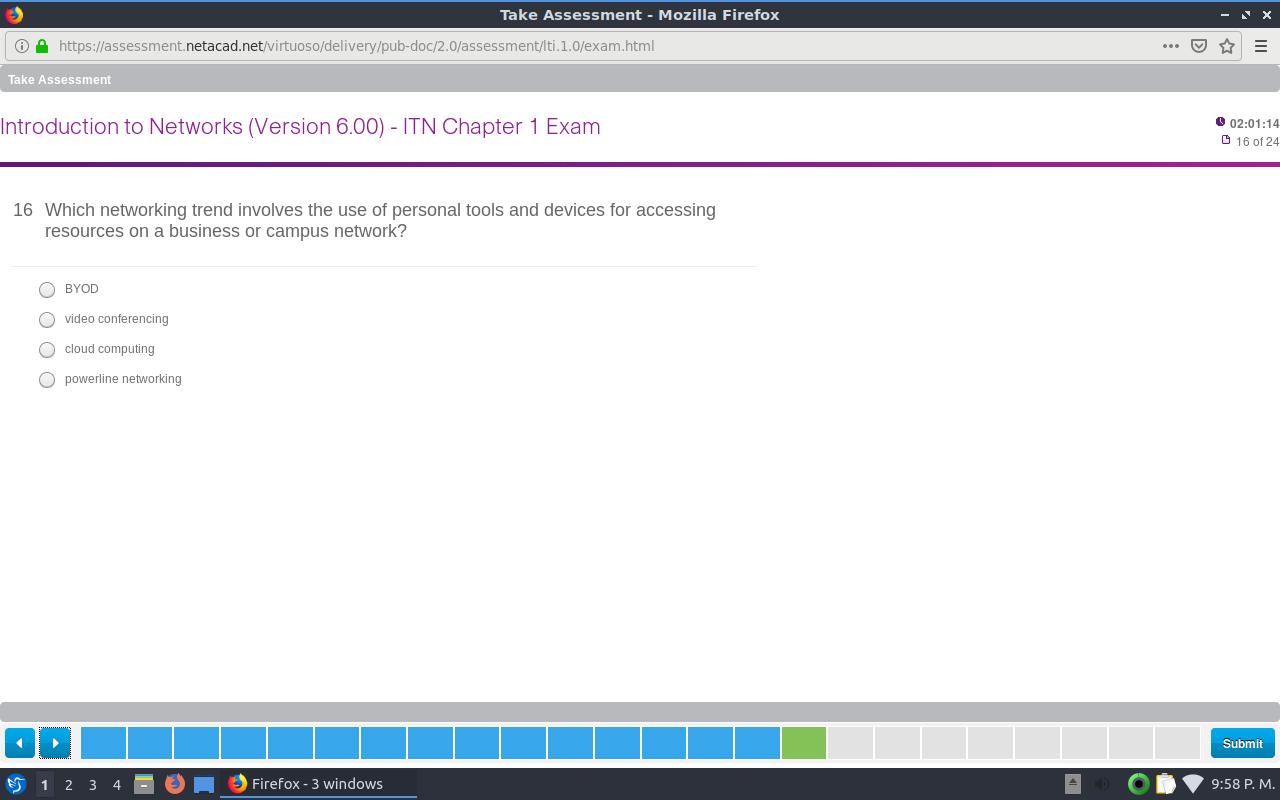 Take Assessment - Mozilla Firefox
https://assessment.netacad.net/virtuoso/delivery/pub-doc/2.0/assessment/lti.1.0/exam.html
Take Assessment
Introduction to Networks (Version 6.00) - ITN Chapter 1 Exam
02:01:14
16 of 24
16 Which networking trend involves the use of personal tools and devices for accessing
resources on a business or campus network?
BYOD
video conferencing
cloud computing
powerline networking
Submit
1 2 3 4 Firefox - 3 windows 9:58 P. M.